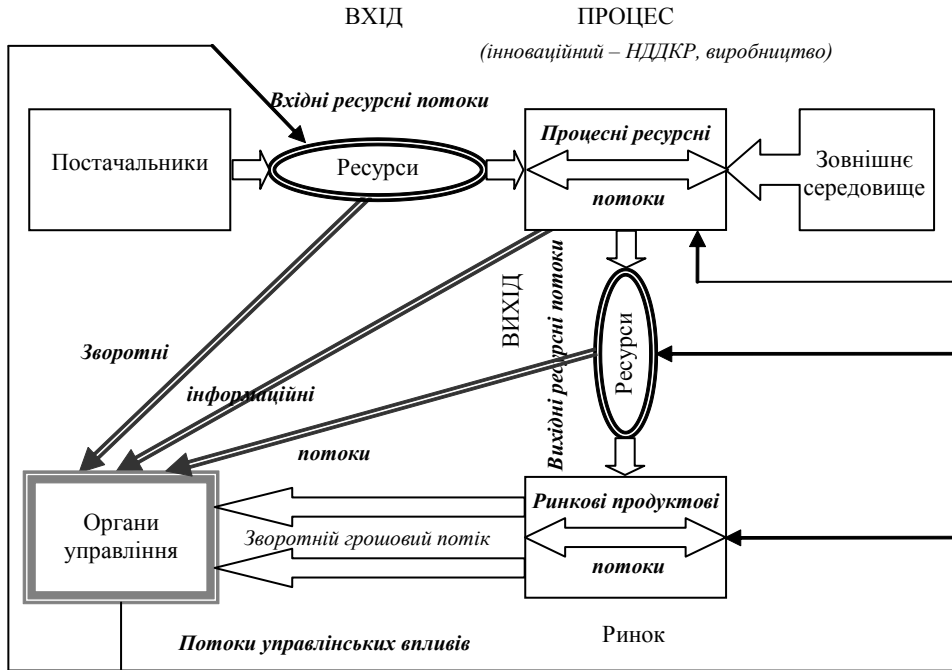 ВХІД
ПРОЦЕС
(інноваційний – НДДКР, виробництво)
Вхідні ресурсні потоки
Постачальники
Ресурси
Процесні ресурсні
потоки
Зовнішнє
середовище
ВИХІД
Вихідні ресурсні потоки
Ресурси
Зворотні
інформаційні
потоки
Органи
управління
Зворотній грошовий потік
Ринкові продуктові
потоки
Потоки управлінських впливів
Ринок